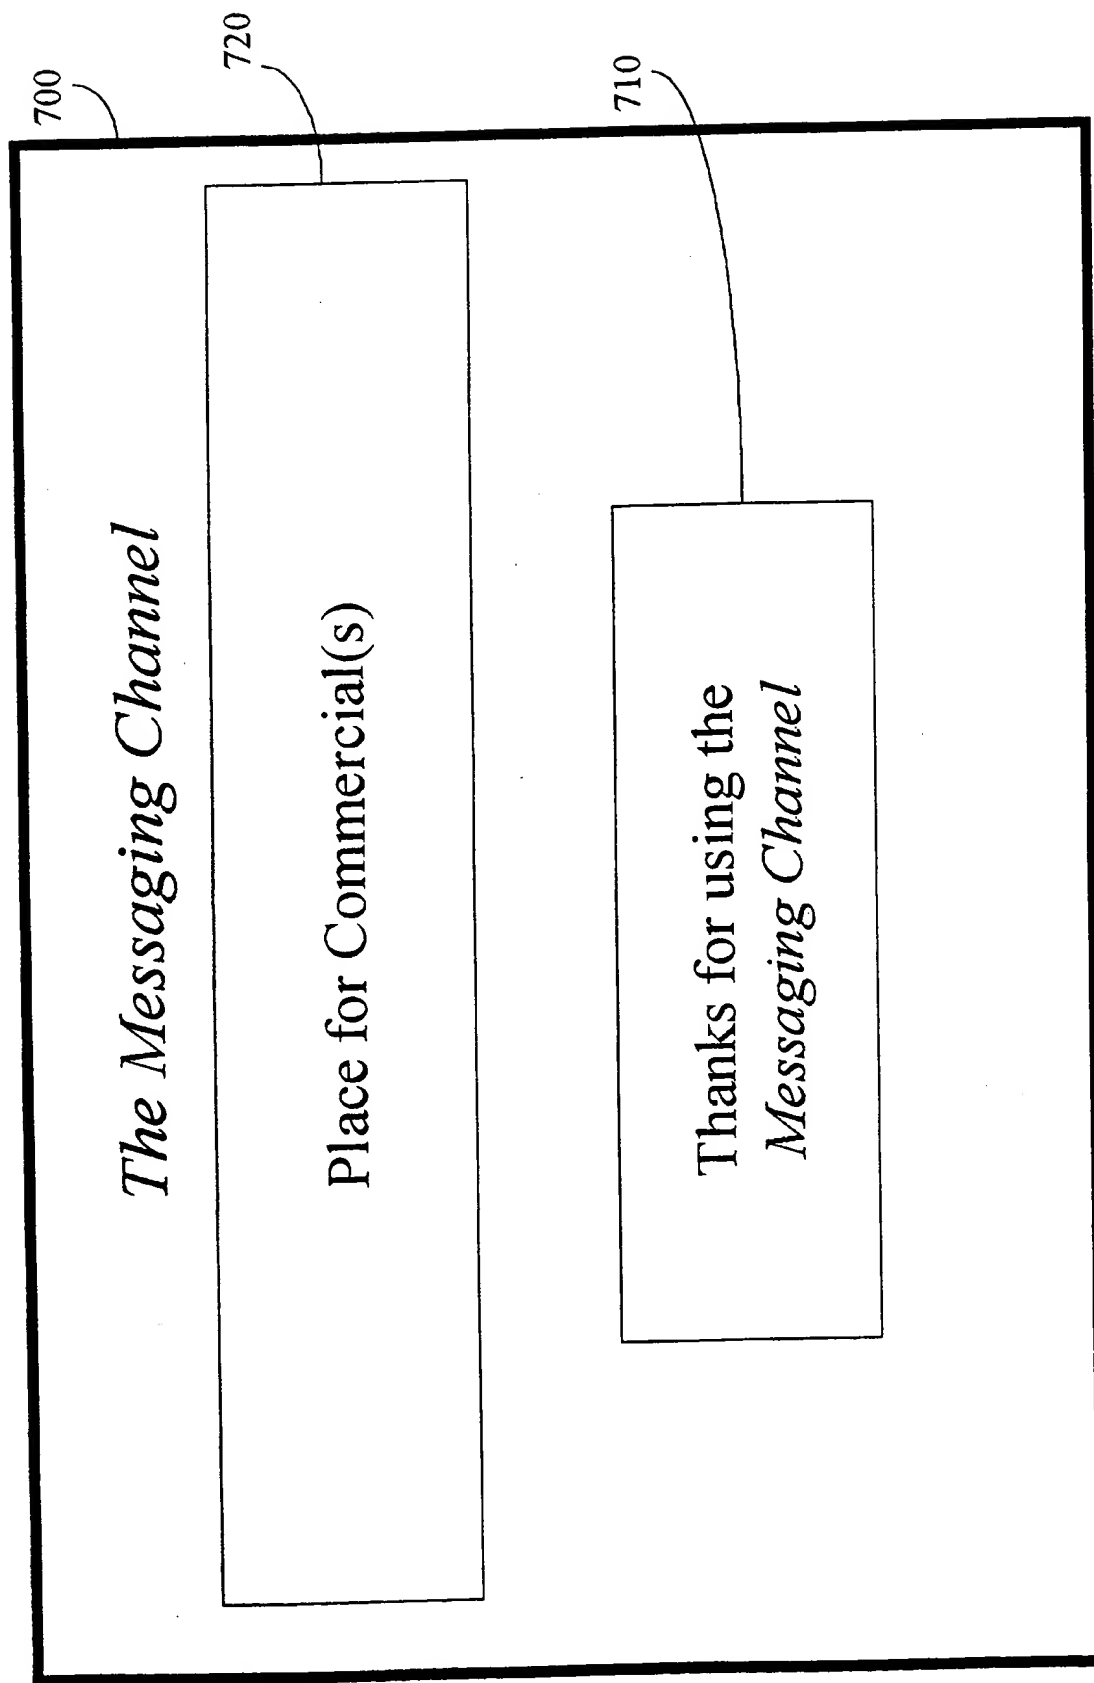 700
The Messaging Channel
720
Place for Commercial(s)
710
Thanks for using the
Messaging Channel